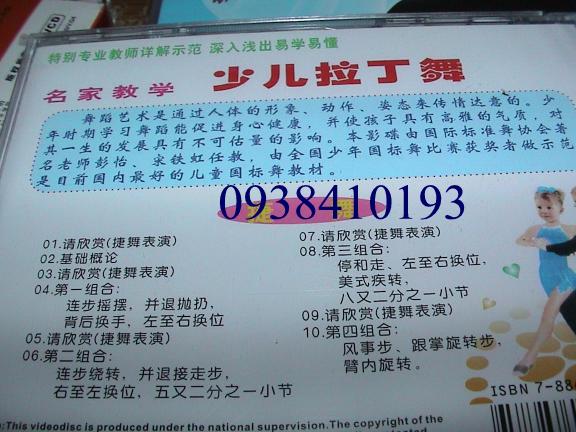 VCD
特别专业教师详解示范 深入浅出易学易懂
名家教学 少儿拉丁舞
舞蹈艺术是通过人体的形象、动作、姿态来传情达意的。少
年时期学习舞蹈能促进身心健康，并使孩子具有高雅的气质，对
其一生的发展具有不可估量的影响。本影碟由国际标准舞协会著
名老师彭怡、宋铁虹任教，由全国少年国标舞比赛获奖者做示范
是目前国内最好的儿童国标舞教材。
0938410193
捷 舞
01.请欣赏(捷舞表演)
02.基础概论
03.请欣赏(捷舞表演)
04.第一组合:
连步摇摆，并退抛扔，
背后换手，左至右换位
05.请欣赏(捷舞表演)
06.第二组合:
连步绕转，并退接走步，
右至左换位，五又二分之一小节
07.请欣赏(捷舞表演)
08.第三组合:
停和走、左至右换位，
美式疾转，
八又二分之一小节
09.请欣赏(捷舞表演)
10.第四组合:
风事步、跟掌旋转步，
臂内旋转。
ISBN 7-88
:This videodisc is produced under the national supervision. The copyright of the